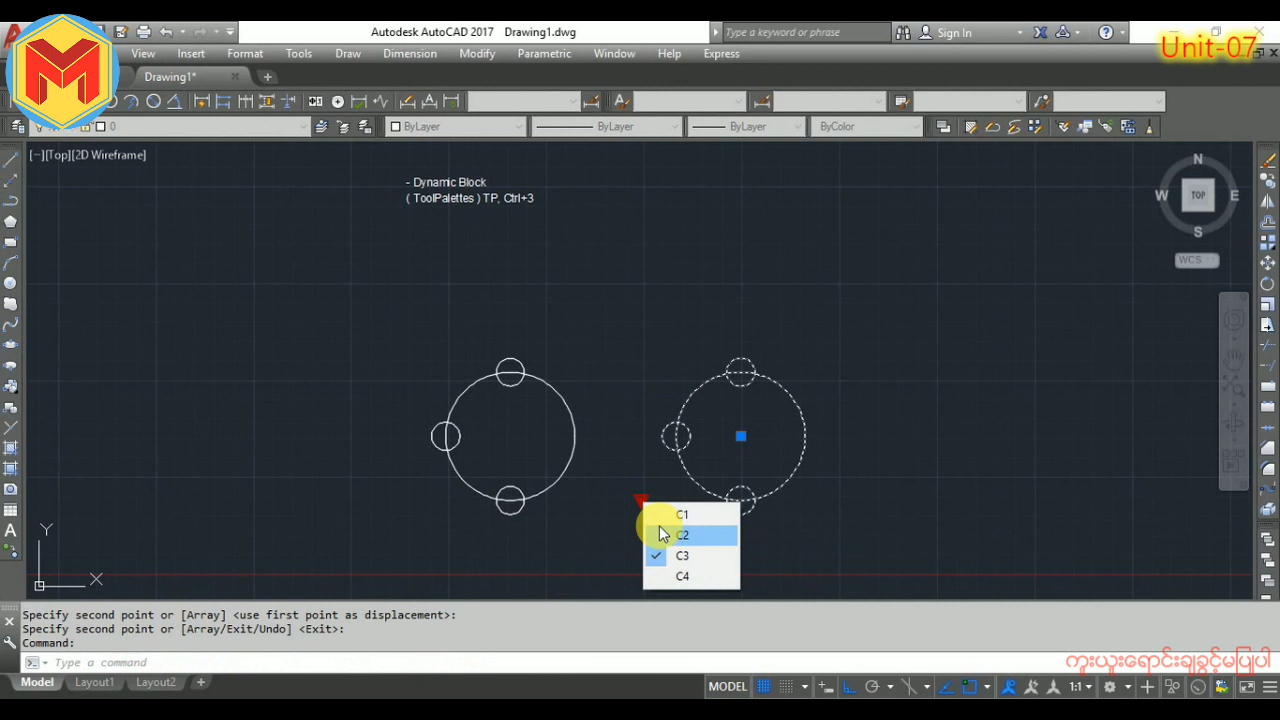 Autodesk AutoCAD 2017   Drawing1.dwg
Type a keyword or phrase
Sign In
Unit-07
View Insert Format Tools Draw Dimension Modify Parametric Window Help Express
Drawing1*
0
ByLayer
ByLayer
ByLayer
ByColor
[−][Top][2D Wireframe]
- Dynamic Block
( ToolPalettes ) TP, Ctrl+3
N
W
TOP
E
S
WCS
C1
C2
C3
C4
Y
X
Specify second point or [Array] <use first point as displacement>:
Specify second point or [Array/Exit/Undo] <Exit>:
Command:
Type a command
ကူးယူးရောင်းချခွင့်မပြုပါ
Model Layout1 Layout2
MODEL
1:1